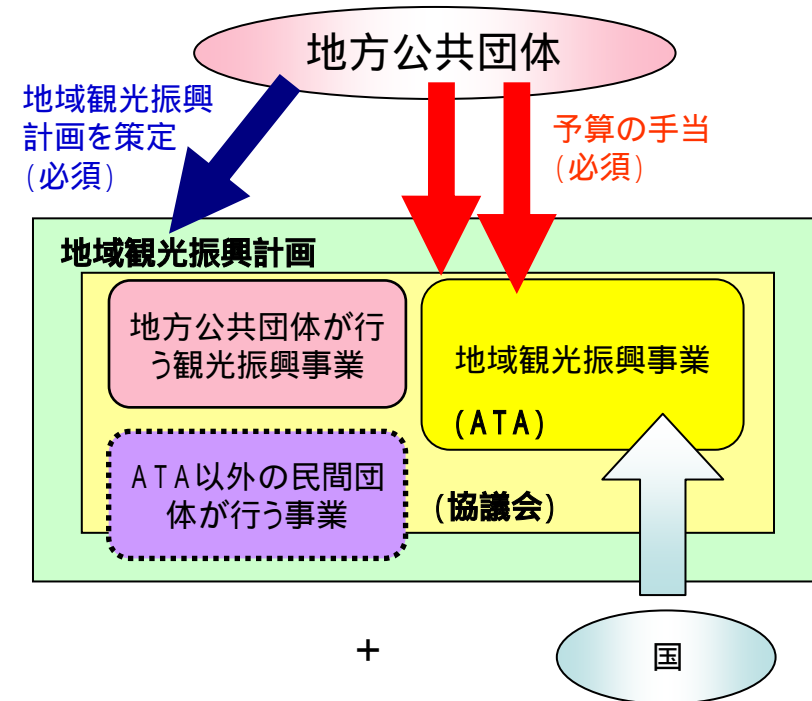 地方公共団体
地域観光振興
計画を策定
(必須)
予算の手当
(必須)
地域観光振興計画
地方公共団体が行
う観光振興事業
地域観光振興事業
(ATA)
ATA以外の民間団
体が行う事業
(協議会)
+
国